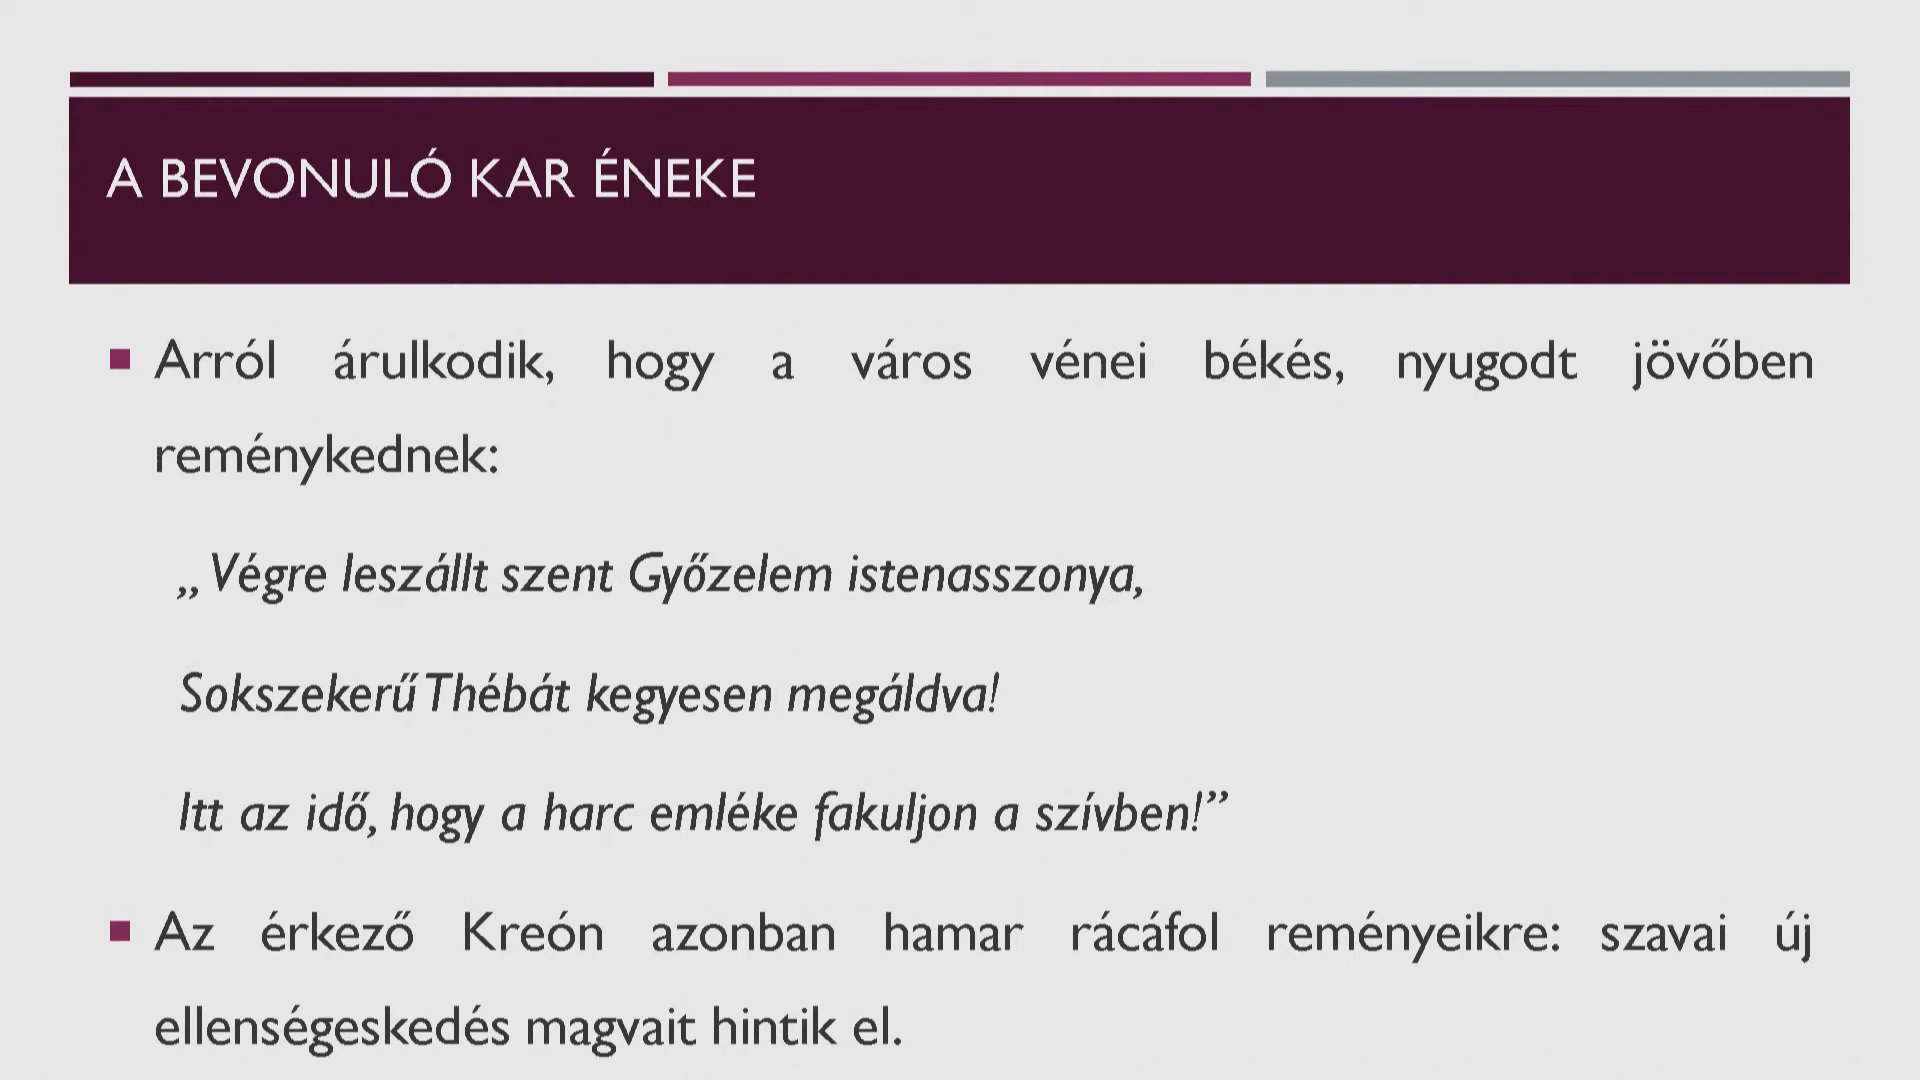 A BEVONULÓ KAR ÉNEKE
▪ Arról árulkodik, hogy a város vénei békés, nyugodt jövőben
reménykednek:
„Végre leszállt szent Győzelem istenasszonya,
Sokszekerű Thébát kegyesen megáldva!
Itt az idő, hogy a harc emléke fakuljon a szívben!”
▪ Az érkező Kreón azonban hamar rácáfol reményeikre: szavai új
ellenségeskedés magvait hintik el.